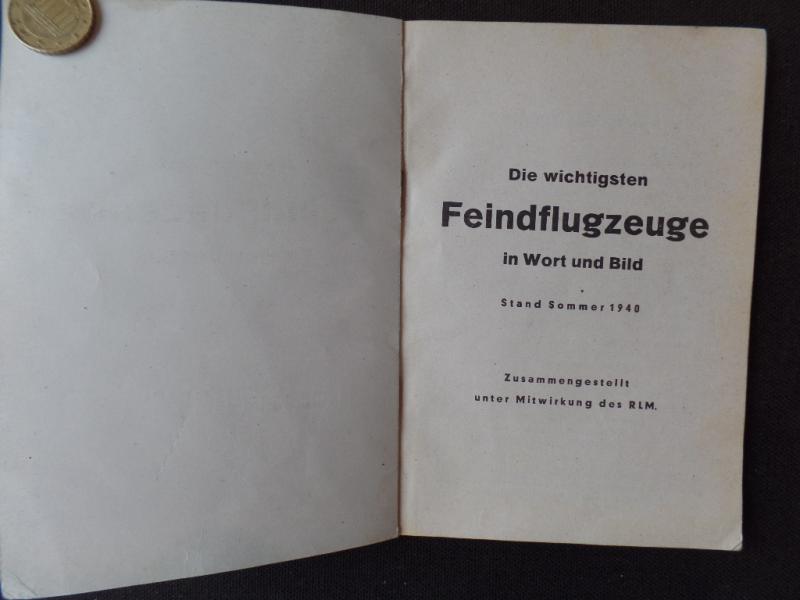 Die wichtigsten
Feindflugzeuge
in Wort und Bild
Stand Sommer 1940
Zusammengestellt
unter Mitwirkung des RLM.